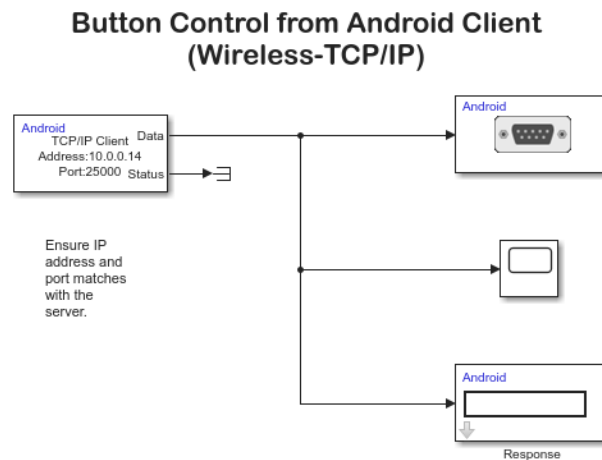 Button Control from Android Client
(Wireless-TCP/IP)
Android
Android
TCP/IP Client Data
Address:10.0.0.14
Port:25000 Status
Ensure IP
address and
port matches
with the
server.
Android
Response